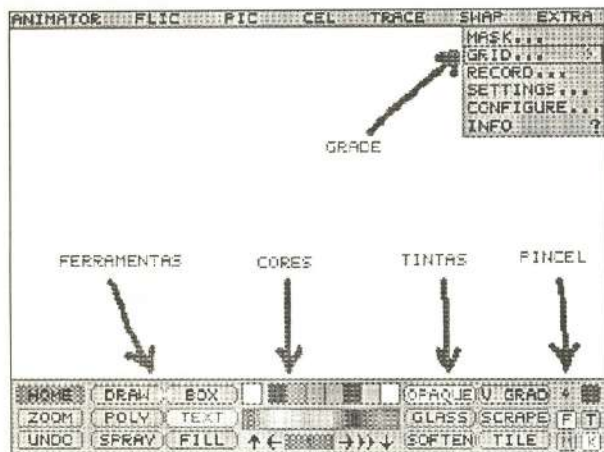 ANIMATOR FLIC PIC CEL TRACE SWAP EXTRA
MASK...
GRID...
RECORD...
SETTINGS...
CONFIGURE...
INFO ?
GRADE
FERRAMENTAS CORES TINTAS PINCEL
HOME DRAW BOX OPAQUE V GRAD
ZOOM POLY TEXT GLASS SCRAPE F T
UNDO SPRAY FILL SOFTEN TILE K